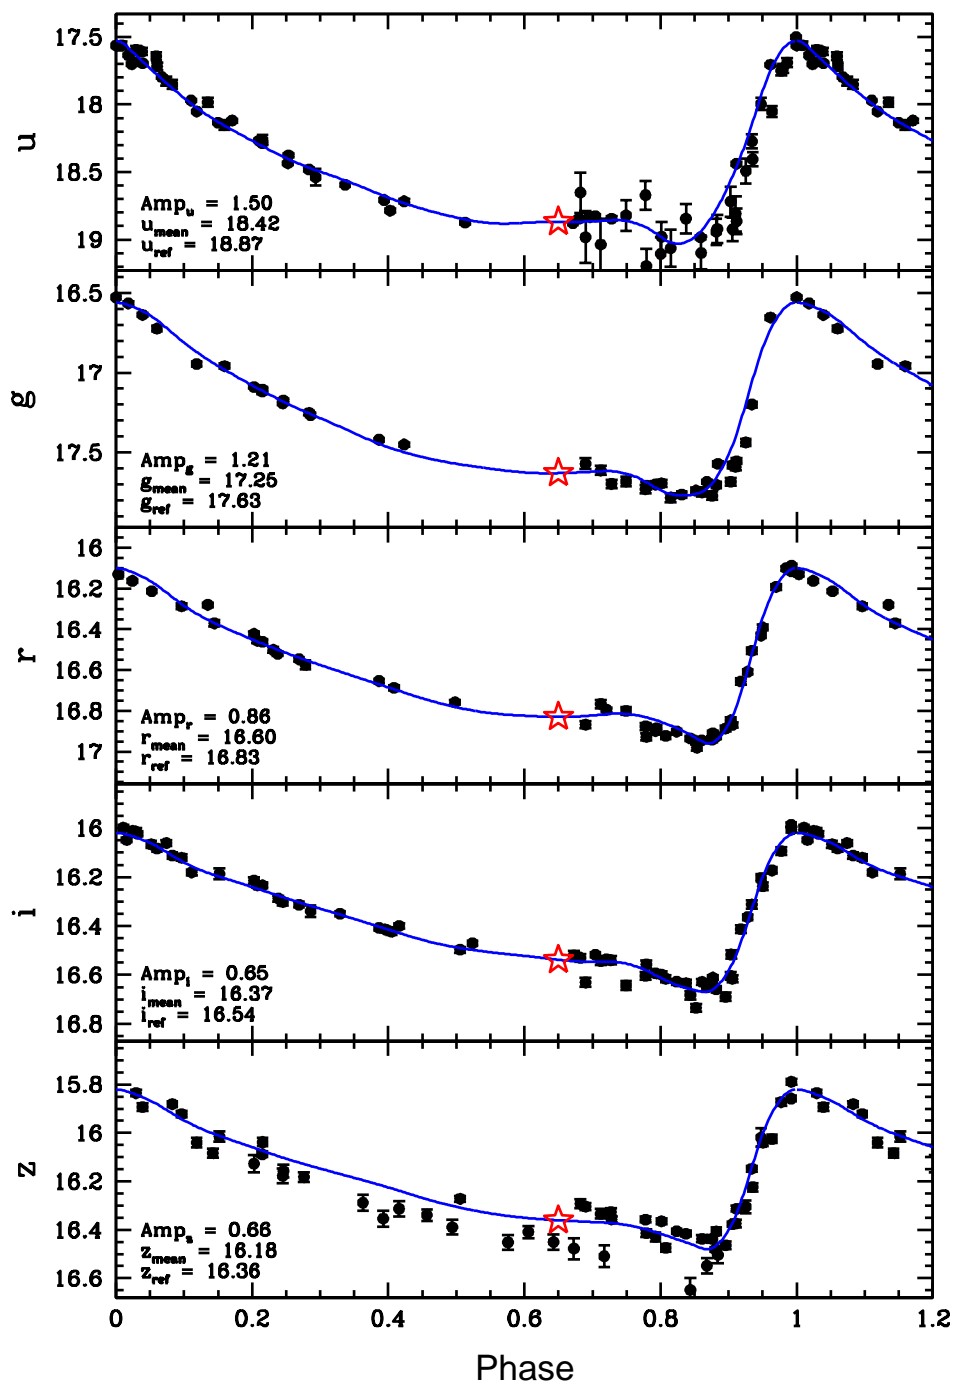 17.5
18
18.5
19
u
Amp_u = 1.50
u_mean = 18.42
u_ref = 18.87
16.5
17
17.5
g
Amp_g = 1.21
g_mean = 17.25
g_ref = 17.63
16
16.2
16.4
16.6
16.8
17
r
Amp_r = 0.86
r_mean = 16.60
r_ref = 16.83
16
16.2
16.4
16.6
16.8
i
Amp_i = 0.65
i_mean = 16.37
i_ref = 16.54
15.8
16
16.2
16.4
16.6
z
Amp_z = 0.66
z_mean = 16.18
z_ref = 16.36
0 0.2 0.4 0.6 0.8 1 1.2
Phase